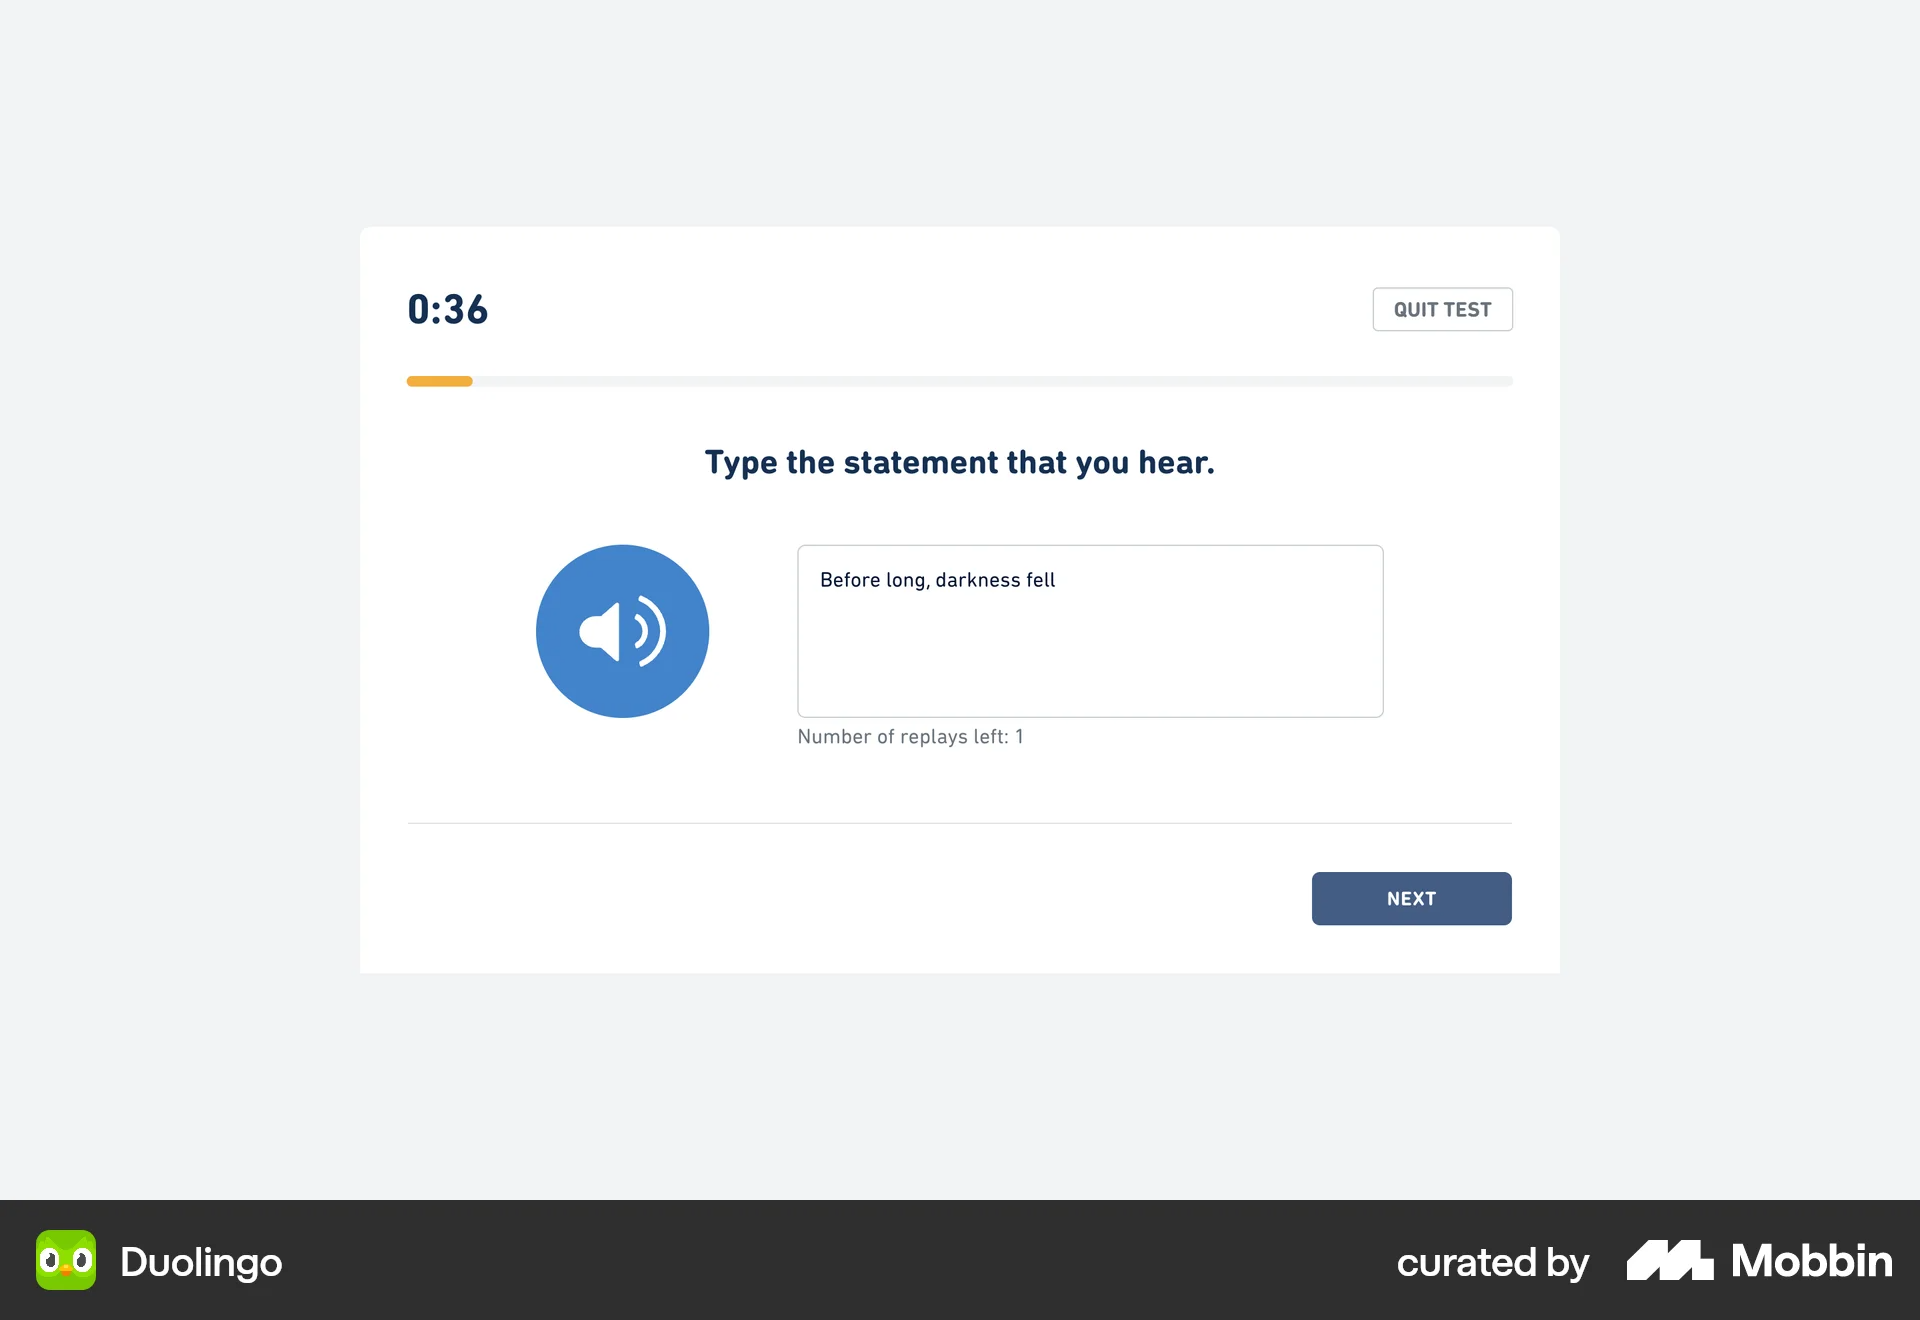 0:36
QUIT TEST
Type the statement that you hear.
Before long, darkness fell
Number of replays left: 1
NEXT
Duolingo
curated by Mobbin